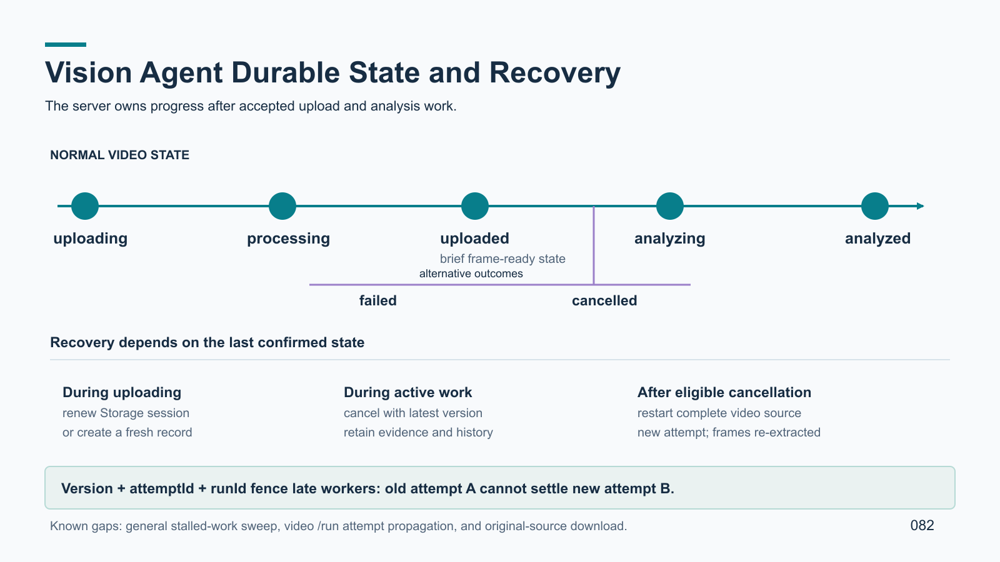 Vision Agent Durable State and Recovery
The server owns progress after accepted upload and analysis work.
NORMAL VIDEO STATE
uploading
processing
uploaded
analyzing
analyzed
brief frame-ready state
alternative outcomes
failed
cancelled
Recovery depends on the last confirmed state
During uploading
renew Storage session
or create a fresh record
During active work
cancel with latest version
retain evidence and history
After eligible cancellation
restart complete video source
new attempt; frames re-extracted
Version + attemptId + runId fence late workers: old attempt A cannot settle new attempt B.
Known gaps: general stalled-work sweep, video /run attempt propagation, and original-source download.
082